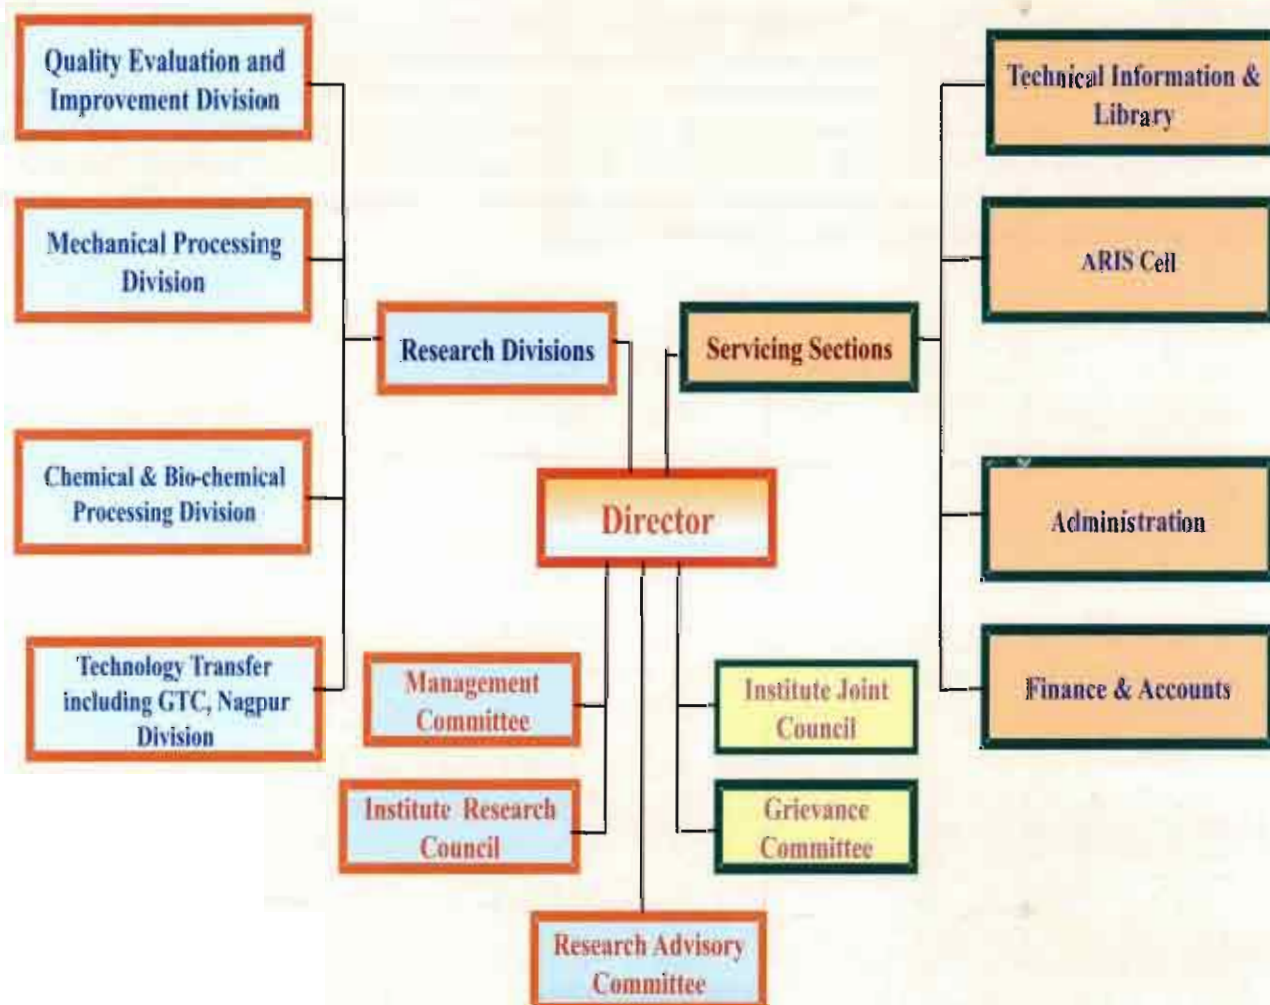 Quality Evaluation and
Improvement Division
Mechanical Processing
Division
Chemical & Bio-chemical
Processing Division
Technology Transfer
including GTC, Nagpur
Division
Research Divisions
Servicing Sections
Technical Information &
Library
ARIS Cell
Administration
Finance & Accounts
Director
Management
Committee
Institute Research
Council
Institute Joint
Council
Grievance
Committee
Research Advisory
Committee